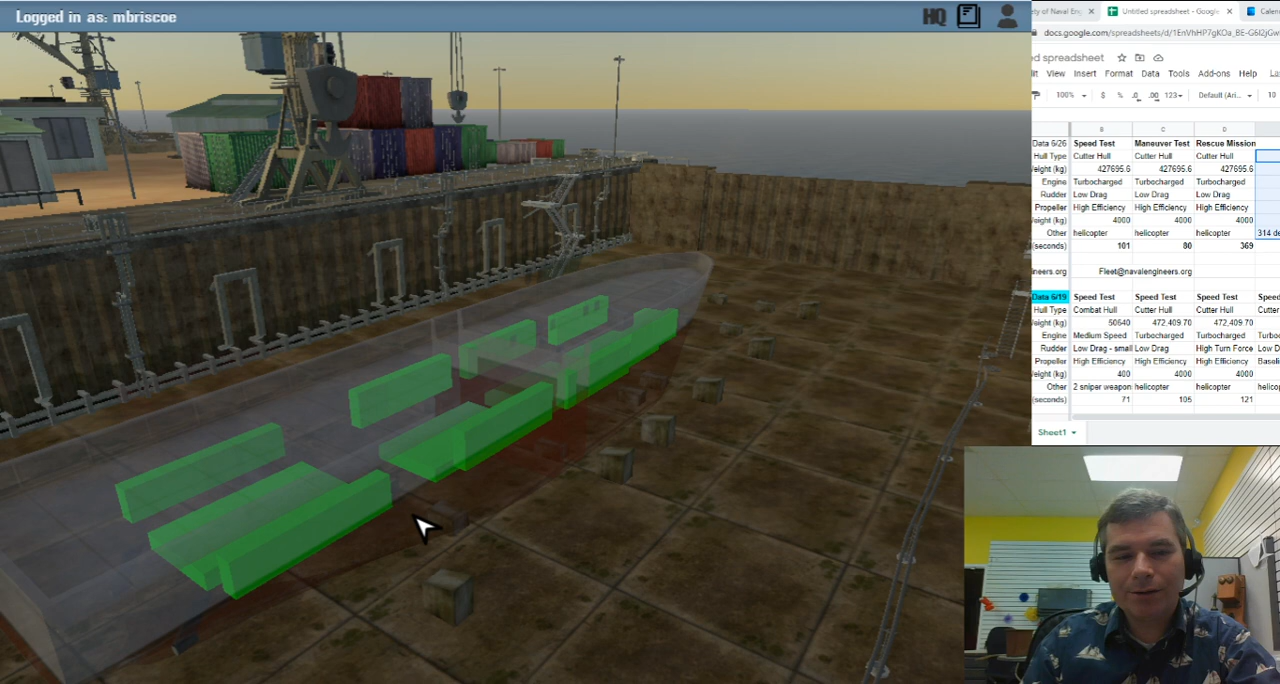 Logged in as: mbriscoe
HQ
ty of Naval Eng
Untitled spreadsheet - Google
Calen
docs.google.com/spreadsheets/d/1EnVhHP7gKOa_BE-G6l2jGw
d spreadsheet
it View Insert Format Data Tools Add-ons Help La
100% $ % .0 .00 123 Default (Ari... 10
B C D
Data 6/26 Speed Test Maneuver Test Rescue Mission
Hull Type Cutter Hull Cutter Hull Cutter Hull
Weight (kg) 427695.6 427695.6 427695.6
Engine Turbocharged Turbocharged Turbocharged
Rudder Low Drag Low Drag Low Drag
Propeller High Efficiency High Efficiency High Efficiency
Weight (kg) 4000 4000 4000
Other helicopter helicopter helicopter 314 de
(seconds) 101 80 369
ineers.org Fleet@navalengineers.org
Data 6/19 Speed Test Speed Test Speed Test Speed
Hull Type Combat Hull Cutter Hull Cutter Hull Cutter
Weight (kg) 50640 472,409.70 472,409.70
Engine Medium Speed Turbocharged Turbocharged Turbo
Rudder Low Drag - small Low Drag High Turn Force Low D
Propeller High Efficiency High Efficiency High Efficiency Baseli
Weight (kg) 400 4000 4000
Other 2 sniper weapon helicopter helicopter helico
(seconds) 71 105 121
Sheet1